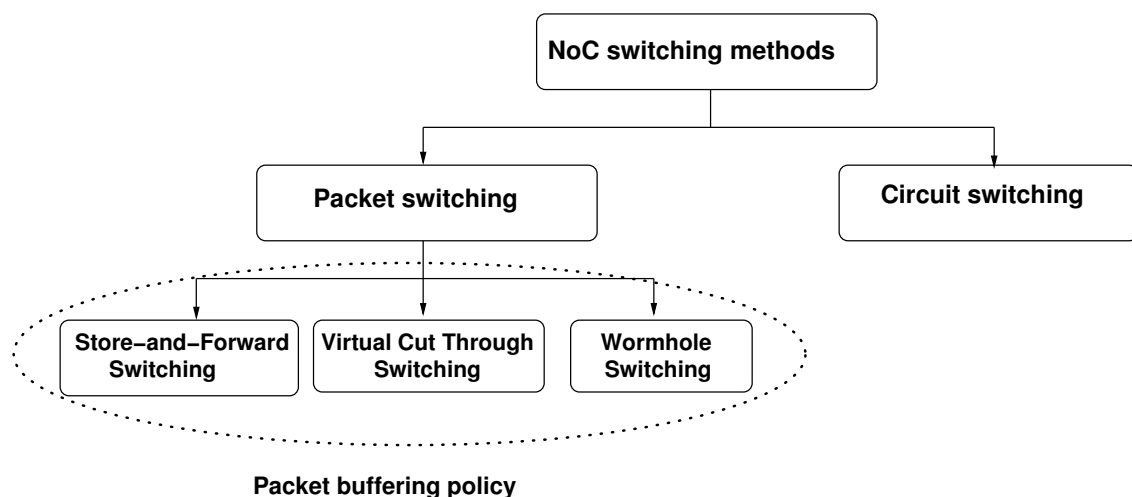 NoC switching methods
Packet switching
Circuit switching
Store−and−Forward
Switching
Virtual Cut Through
Switching
Wormhole
Switching
Packet buffering policy